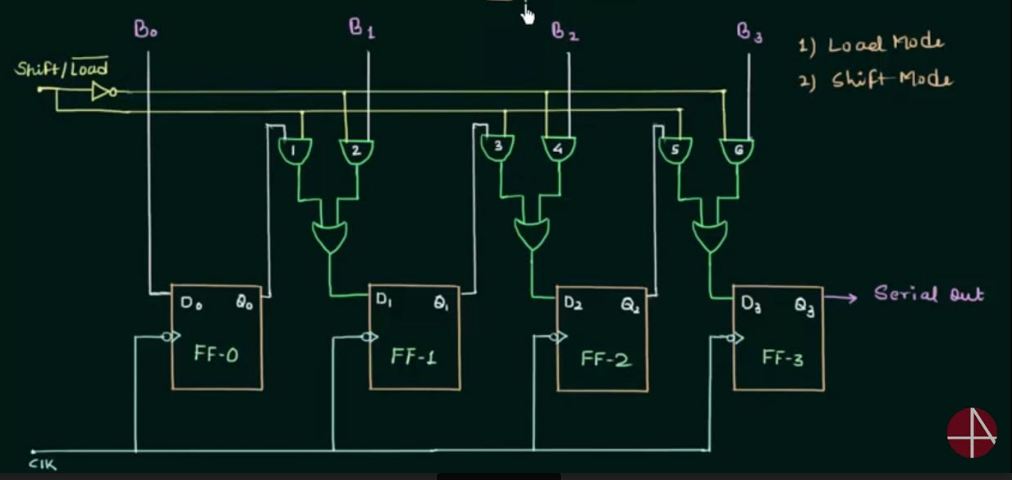 B₀ B₁ B₂ B₃
1) Load Mode
2) Shift Mode
Shift/L̅o̅a̅d̅
1 2 3 4 5 6
D₀ Q₀ D₁ Q₁ D₂ Q₂ D₃ Q₃
Serial Out
FF-0 FF-1 FF-2 FF-3
CLK